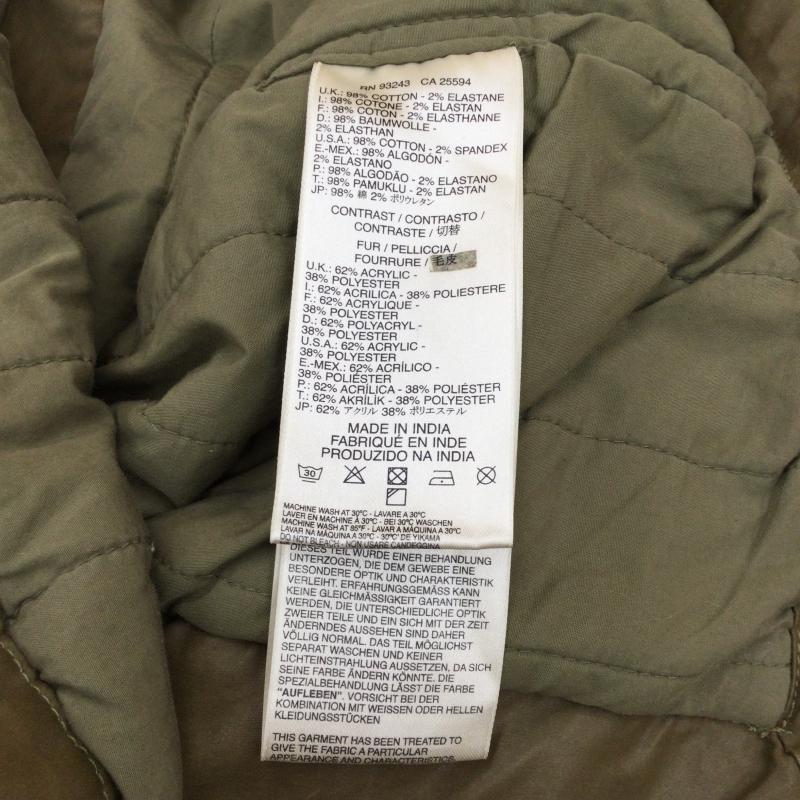 RN 93243 CA 25594
U.K.: 98% COTTON - 2% ELASTANE
I.: 98% COTONE - 2% ELASTAN
F.: 98% COTON - 2% ELASTHANNE
D.: 98% BAUMWOLLE -
2% ELASTHAN
U.S.A.: 98% COTTON - 2% SPANDEX
E.-MEX.: 98% ALGODÓN -
2% ELASTANO
P.: 98% ALGODÃO - 2% ELASTANO
T.: 98% PAMUKLU - 2% ELASTAN
JP: 98% 綿 2% ポリウレタン
CONTRAST / CONTRASTO /
CONTRASTE / 切替
FUR / PELLICCIA /
FOURRURE / 毛皮
U.K.: 62% ACRYLIC -
38% POLYESTER
I.: 62% ACRILICA - 38% POLIESTERE
F.: 62% ACRYLIQUE -
38% POLYESTER
D.: 62% POLYACRYL -
38% POLYESTER
U.S.A.: 62% ACRYLIC -
38% POLYESTER
E.-MEX.: 62% ACRÍLICO -
38% POLIÉSTER
P.: 62% ACRÍLICA - 38% POLIÉSTER
T.: 62% AKRİLİK - 38% POLYESTER
JP: 62% アクリル 38% ポリエステル
MADE IN INDIA
FABRIQUÉ EN INDE
PRODUZIDO NA INDIA
30
MACHINE WASH AT 30°C - LAVARE A 30°C
LAVER EN MACHINE À 30°C - BEI 30°C WASCHEN
MACHINE WASH AT 85°F - LAVAR A MÁQUINA A 30°C
LAVAR NA MÁQUINA A 30°C - 30°C' DE YIKAMA
DO NOT BLEACH - NON USARE CANDEGGINA
DIESES TEIL WURDE EINER BEHANDLUNG
UNTERZOGEN, DIE DEM GEWEBE EINE
BESONDERE OPTIK UND CHARAKTERISTIK
VERLEIHT. ERFAHRUNGSGEMÄSS KANN
KEINE GLEICHMÄSSIGKEIT GARANTIERT
WERDEN, DIE UNTERSCHIEDLICHE OPTIK
ZWEIER TEILE UND EIN SICH MIT DER ZEIT
ÄNDERNDES AUSSEHEN SIND DAHER
VÖLLIG NORMAL. DAS TEIL MÖGLICHST
SEPARAT WASCHEN UND KEINER
LICHTEINSTRAHLUNG AUSSETZEN, DA SICH
SEINE FARBE ÄNDERN KÖNNTE. DIE
SPEZIALBEHANDLUNG LÄSST DIE FARBE
"AUFLEBEN". VORSICHT BEI DER
KOMBINATION MIT WEISSEN ODER HELLEN
KLEIDUNGSSTÜCKEN
THIS GARMENT HAS BEEN TREATED TO
GIVE THE FABRIC A PARTICULAR
APPEARANCE AND CHARACTERISTICS.